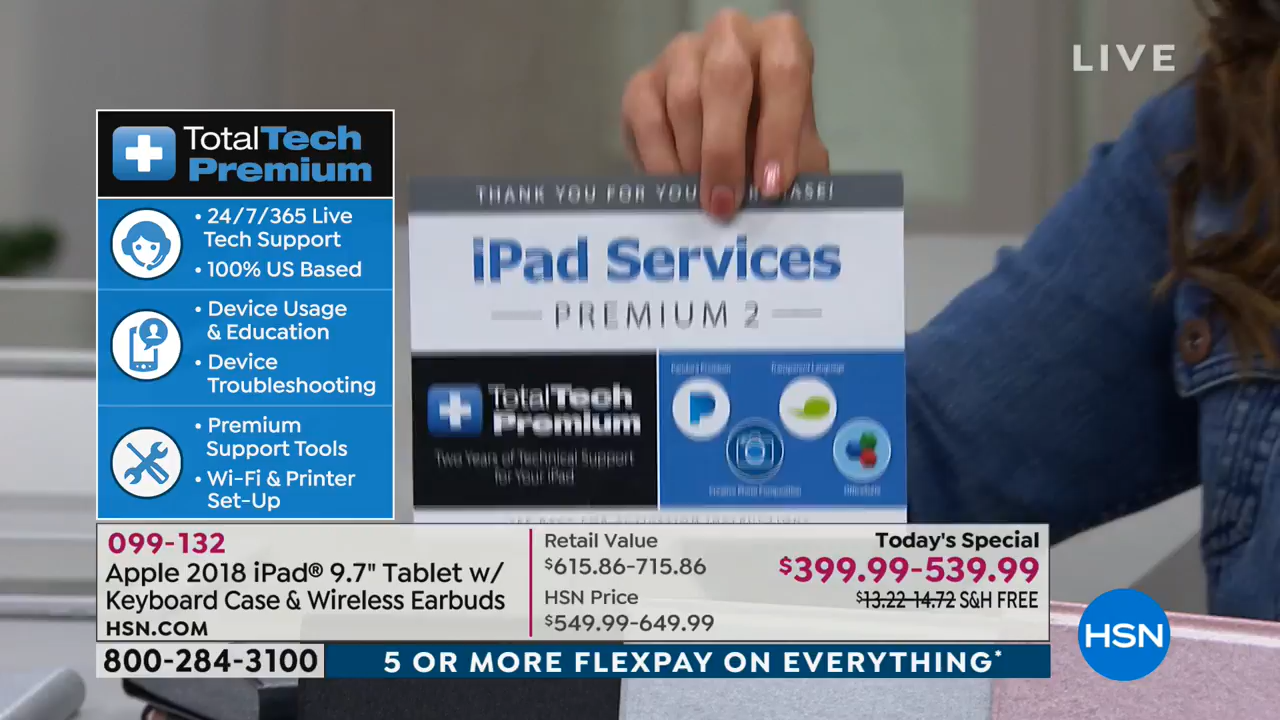 LIVE
TotalTech
Premium
• 24/7/365 Live
Tech Support
• 100% US Based
• Device Usage
& Education
• Device
Troubleshooting
• Premium
Support Tools
• Wi-Fi & Printer
Set-Up
THANK YOU FOR
iPad Services
PREMIUM 2
TotalTech
Premium
Two Years of Technical Support
for Your iPad
099-132
Apple 2018 iPad® 9.7" Tablet w/
Keyboard Case & Wireless Earbuds
HSN.COM
Retail Value
$615.86-715.86
HSN Price
$549.99-649.99
Today's Special
$399.99-539.99
$13.22-14.72 S&H FREE
HSN
800-284-3100
5 OR MORE FLEXPAY ON EVERYTHING*